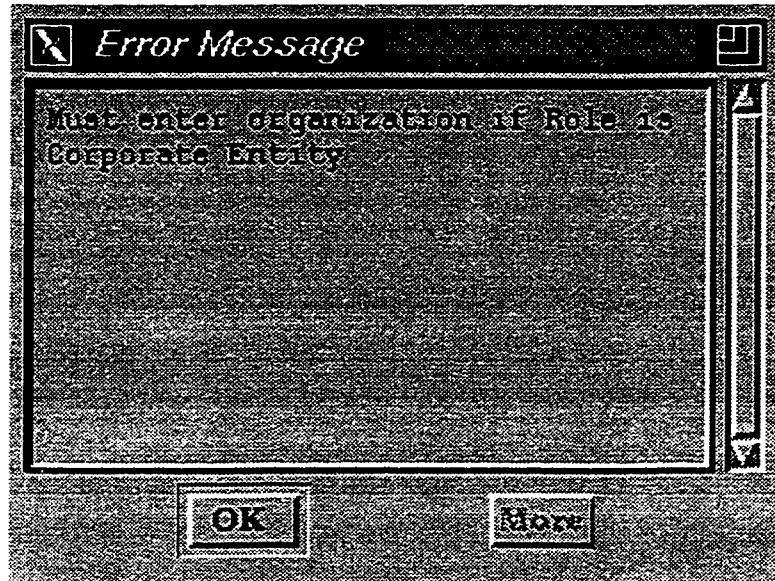 Error Message
Must enter organization if Role is
Corporate Entity
OK
More